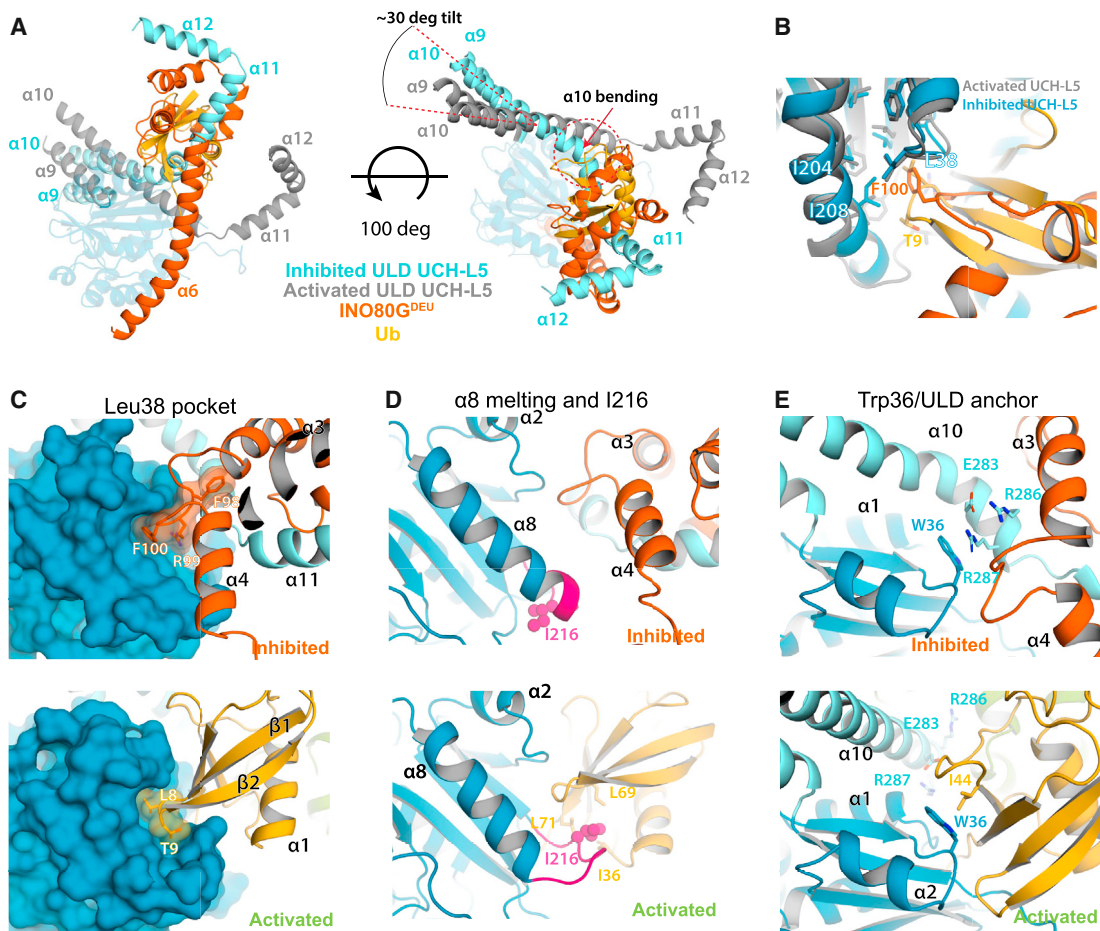 A
α12
α11
α10
α10
α9
α9
α12
α11
α6
~30 deg tilt
α9
α10
α9
α10
α10 bending
α11
α12
α11
α12
100 deg
Inhibited ULD UCH-L5
Activated ULD UCH-L5
INO80G^DEU
Ub
B
Activated UCH-L5
Inhibited UCH-L5
L38
I204
F100
I208
T9
C
Leu38 pocket
α3
F98
F100
R99
α4
α11
Inhibited
β1
β2
L8
T9
α1
Activated
D
α8 melting and I216
α2
α3
α8
α4
I216
Inhibited
α2
α8
L69
L71
I216
I36
Activated
E
Trp36/ULD anchor
α10
α3
E283
R286
α1
W36
R287
α4
Inhibited
R286
E283
α10
R287
I44
α1
W36
α2
Activated